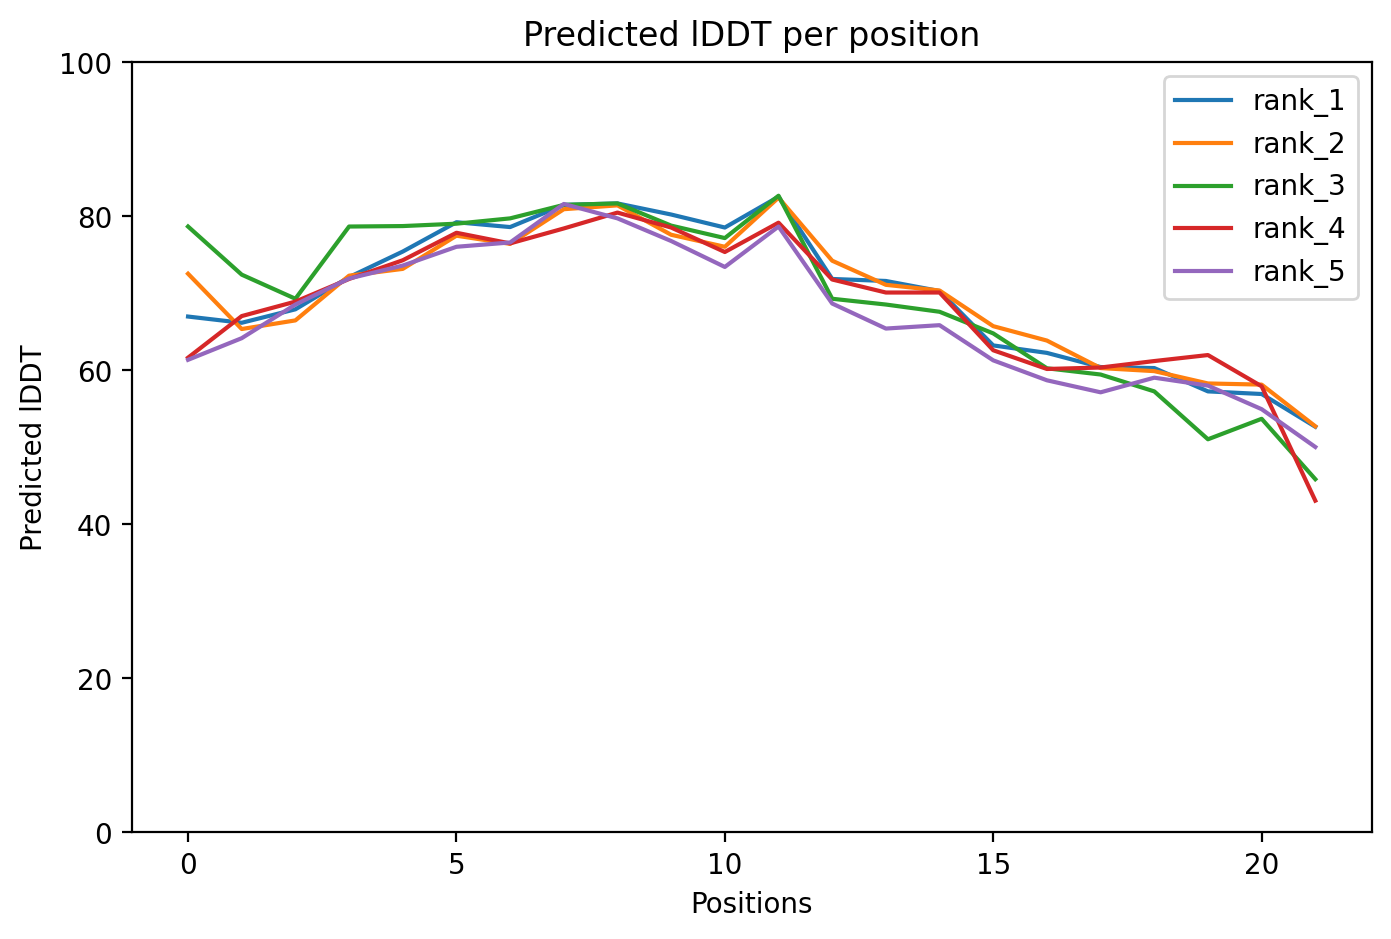 Predicted lDDT per position
100
80
60
40
20
0
Predicted lDDT
0 5 10 15 20
Positions
rank_1
rank_2
rank_3
rank_4
rank_5